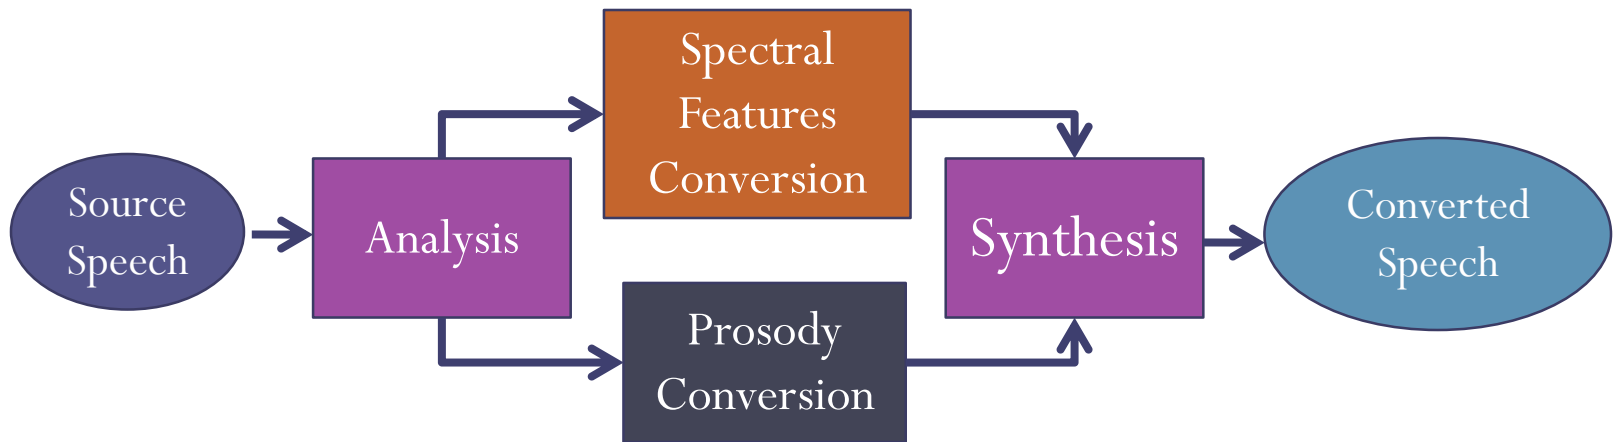 Source
Speech
Analysis
Spectral
Features
Conversion
Prosody
Conversion
Synthesis
Converted
Speech